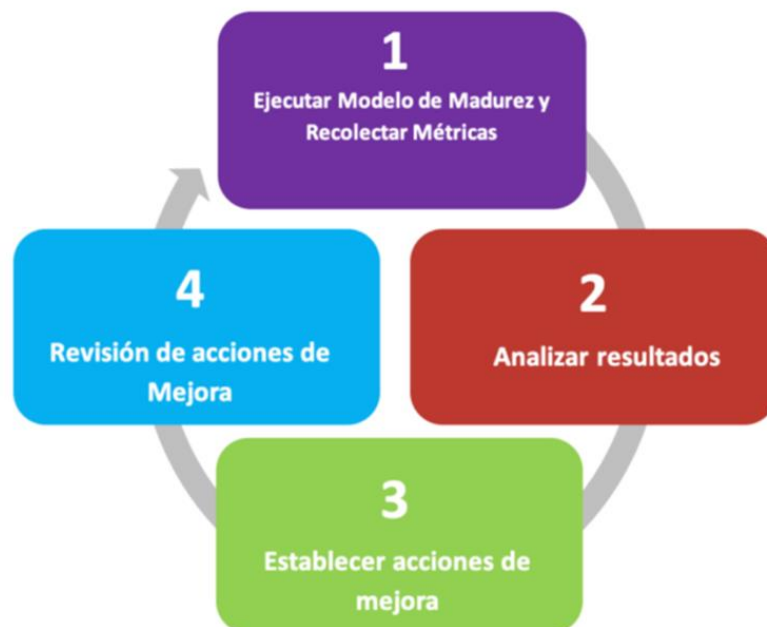 1
Ejecutar Modelo de Madurez y
Recolectar Métricas
2
Analizar resultados
3
Establecer acciones de
mejora
4
Revisión de acciones de
Mejora